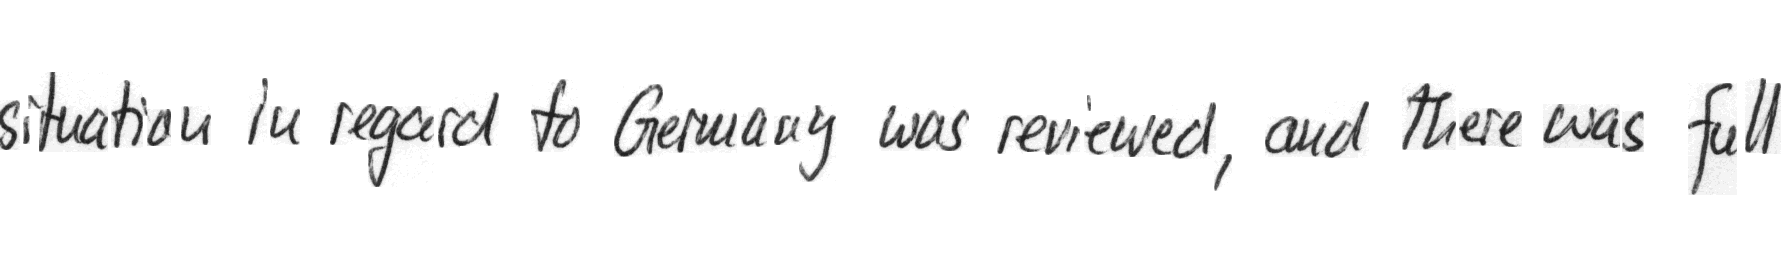 situation in regard to Germany was reviewed, and there was full